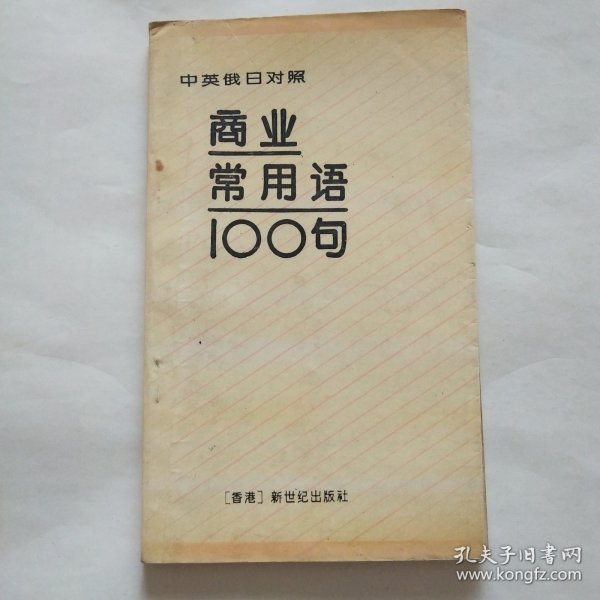 中英俄日对照
商业
常用语
100句
[香港] 新世纪出版社
孔夫子旧书网
www.kongfz.com